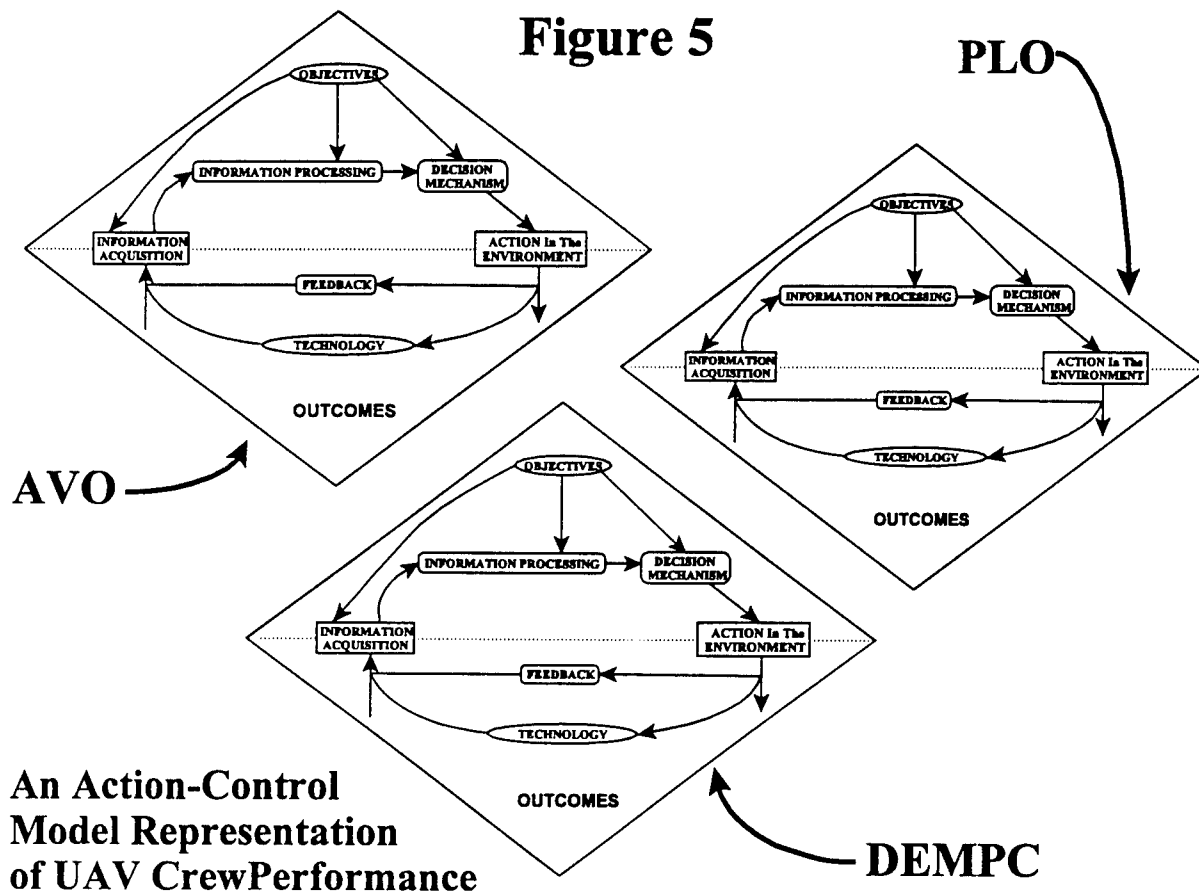 Figure 5
PLO
OBJECTIVES
INFORMATION PROCESSING
DECISION
MECHANISM
INFORMATION
ACQUISITION
ACTION In The
ENVIRONMENT
FEEDBACK
TECHNOLOGY
OUTCOMES
AVO
OBJECTIVES
INFORMATION PROCESSING
DECISION
MECHANISM
INFORMATION
ACQUISITION
ACTION In The
ENVIRONMENT
FEEDBACK
TECHNOLOGY
OUTCOMES
OBJECTIVES
INFORMATION PROCESSING
DECISION
MECHANISM
INFORMATION
ACQUISITION
ACTION In The
ENVIRONMENT
FEEDBACK
TECHNOLOGY
OUTCOMES
DEMPC
An Action-Control
Model Representation
of UAV CrewPerformance